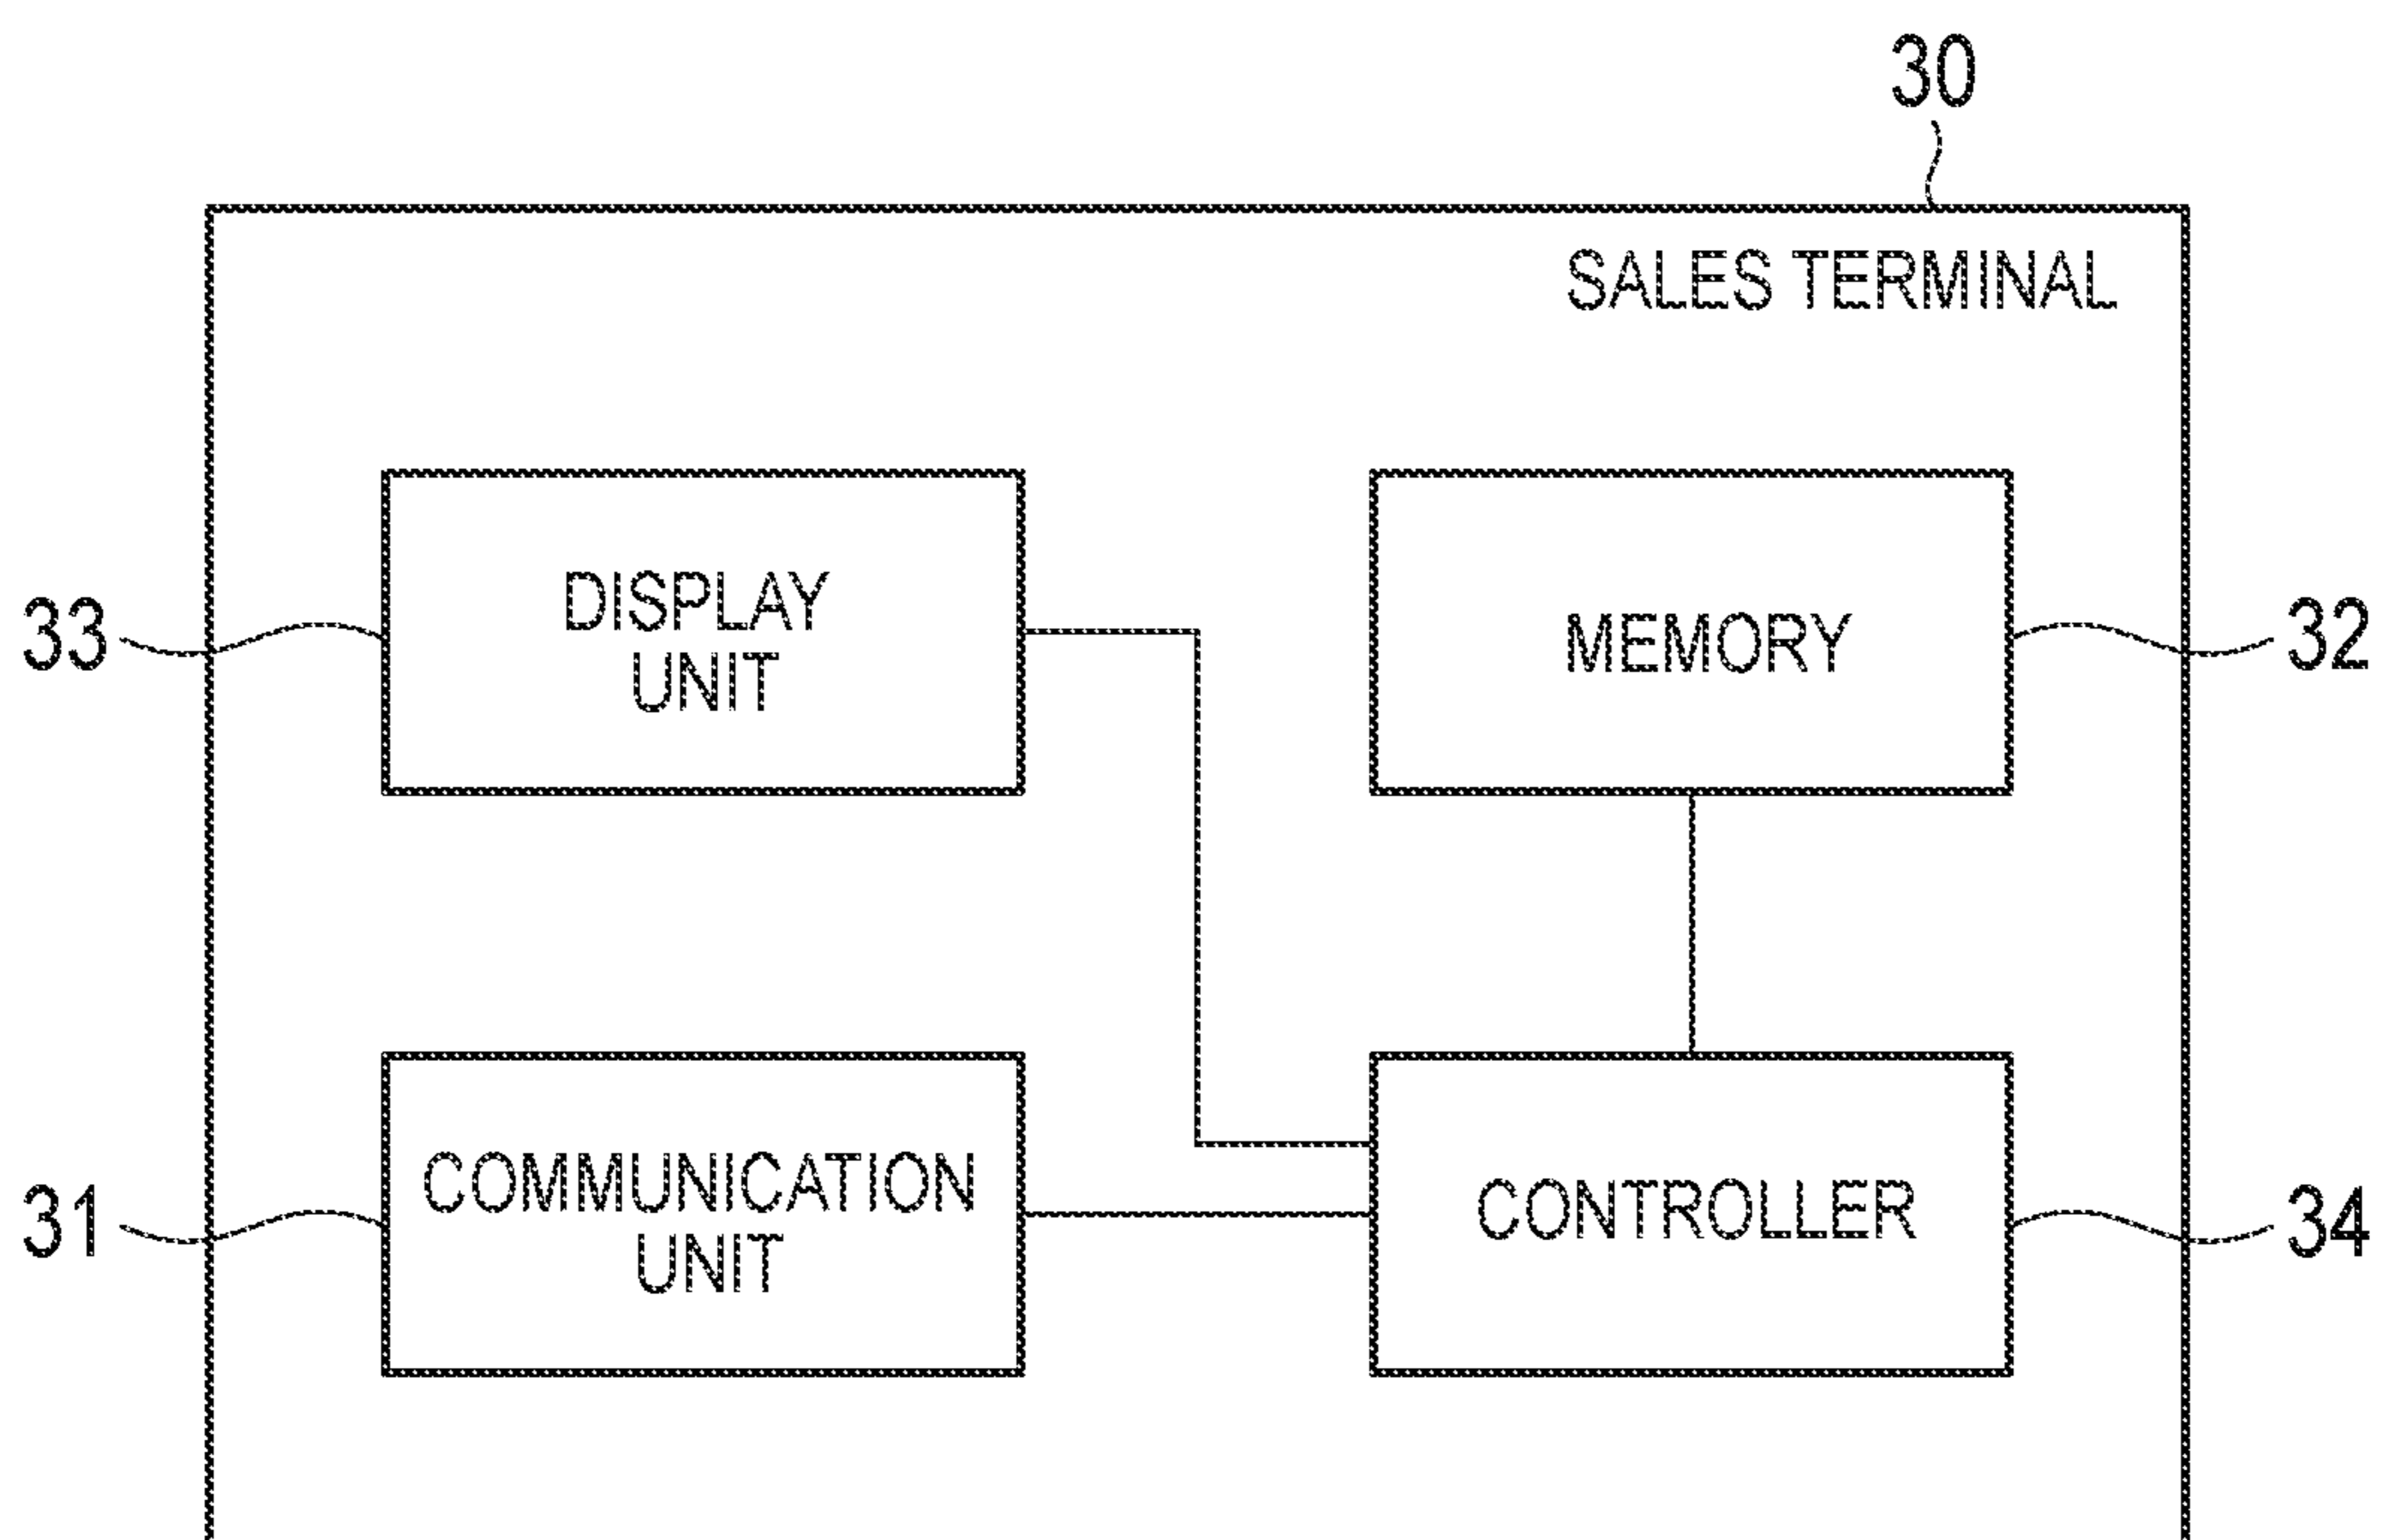 30
SALES TERMINAL
33
DISPLAY
UNIT
MEMORY
32
31
COMMUNICATION
UNIT
CONTROLLER
34